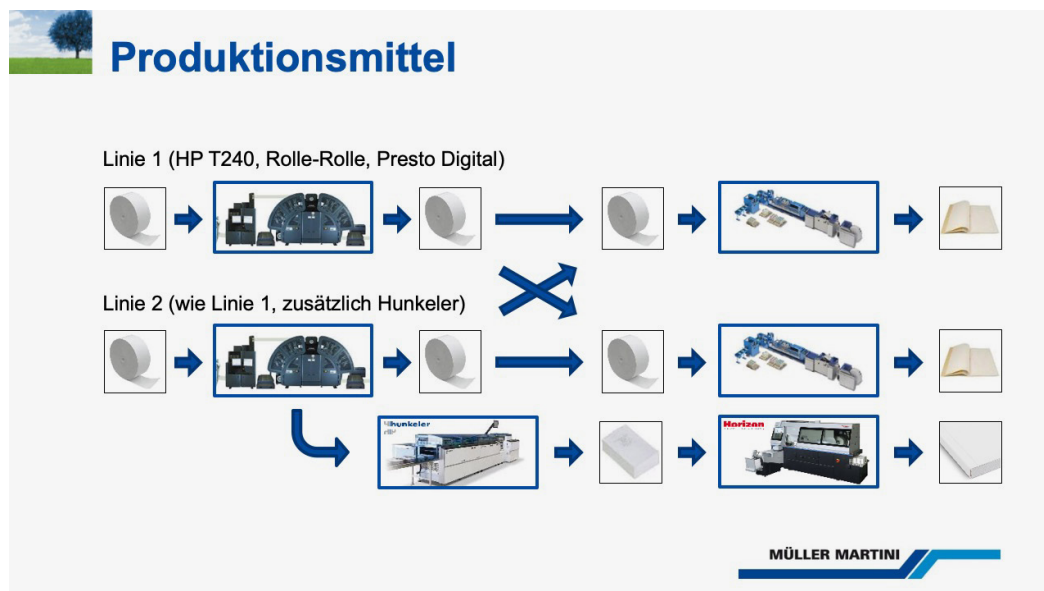 Produktionsmittel
Linie 1 (HP T240, Rolle-Rolle, Presto Digital)
Linie 2 (wie Linie 1, zusätzlich Hunkeler)
hunkeler
Horizon
MÜLLER MARTINI